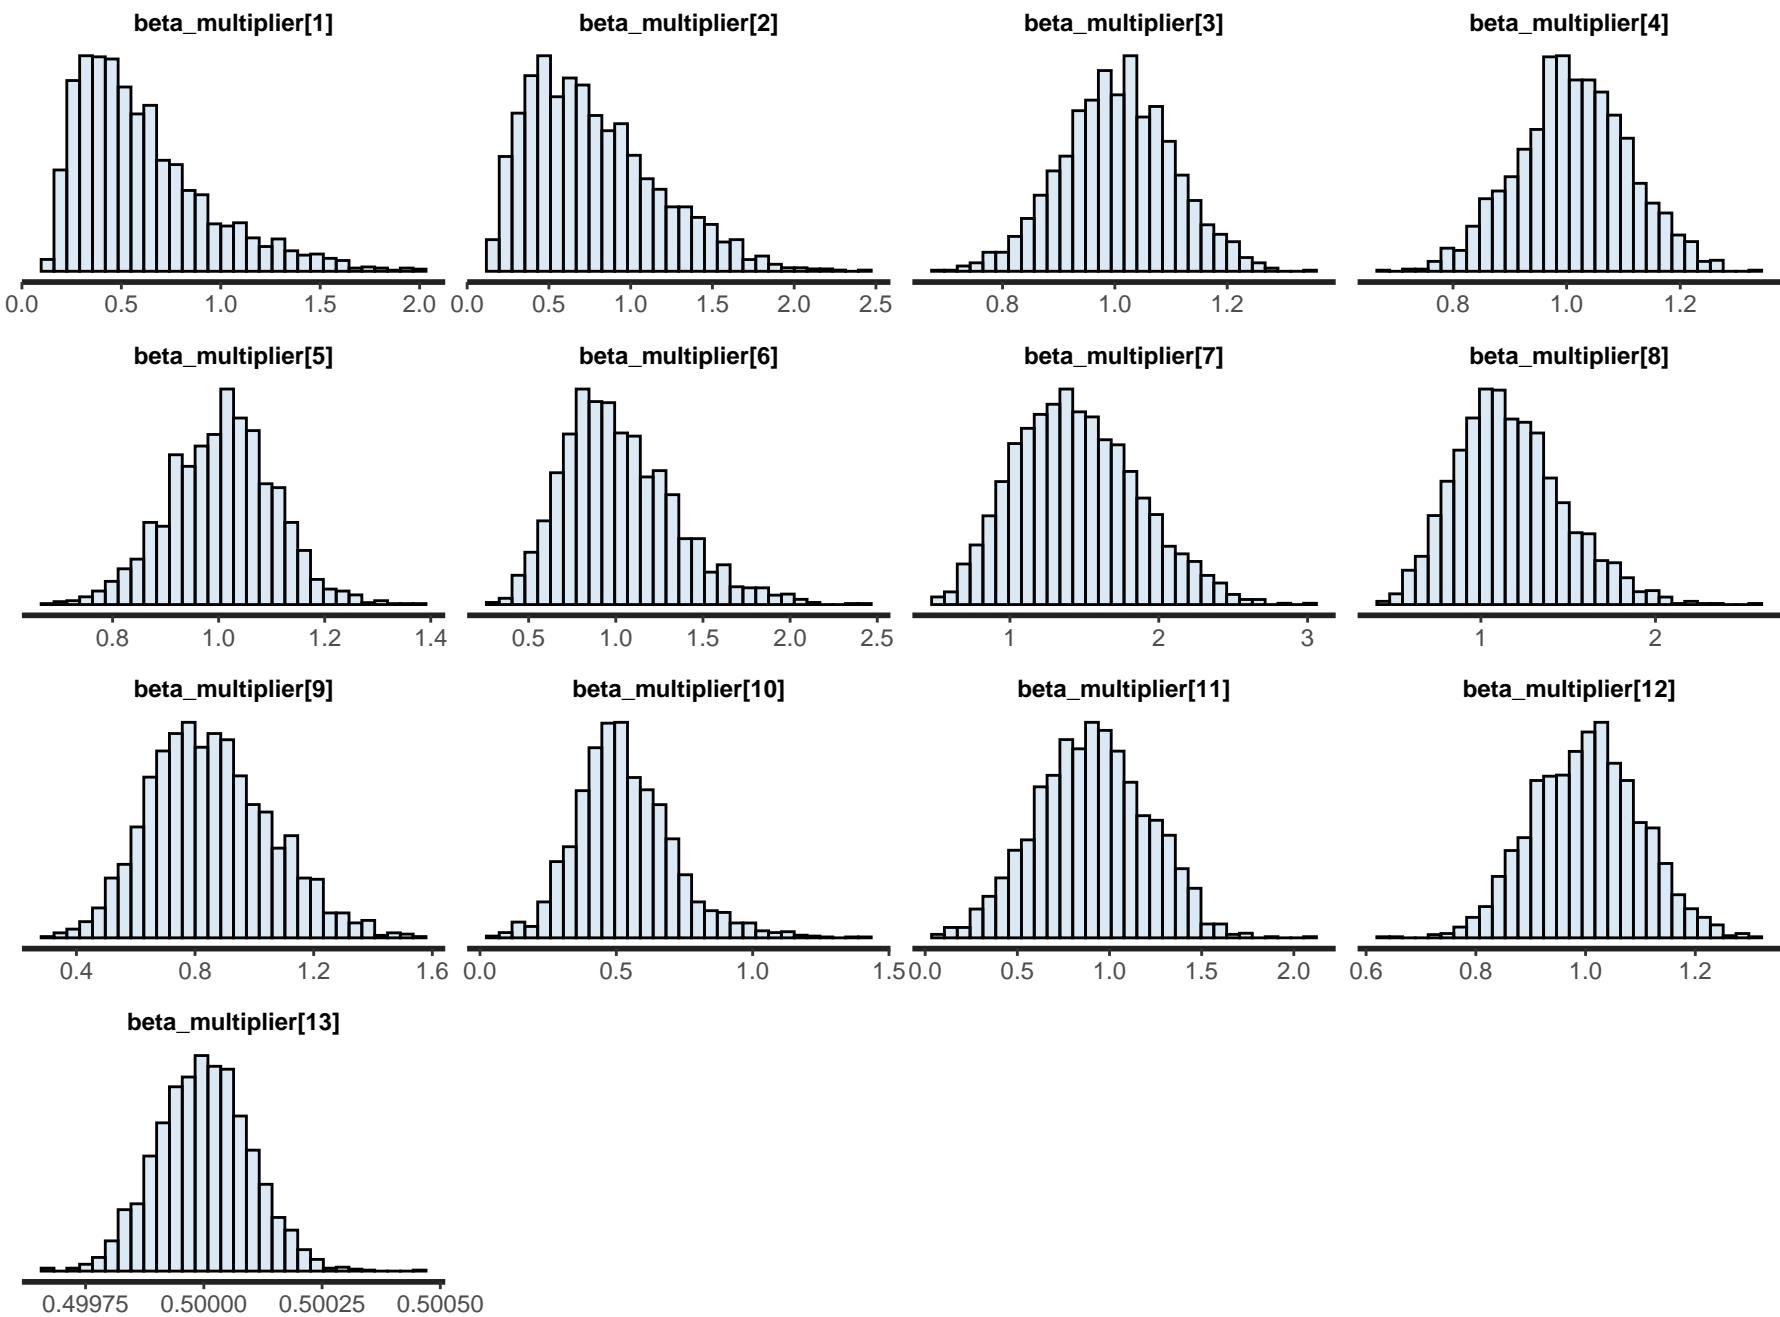 beta_multiplier[1] beta_multiplier[2] beta_multiplier[3] beta_multiplier[4]
0.0 0.5 1.0 1.5 2.0 0.0 0.5 1.0 1.5 2.0 2.5 0.8 1.0 1.2 0.8 1.0 1.2
beta_multiplier[5] beta_multiplier[6] beta_multiplier[7] beta_multiplier[8]
0.8 1.0 1.2 1.4 0.5 1.0 1.5 2.0 2.5 1 2 3 1 2
beta_multiplier[9] beta_multiplier[10] beta_multiplier[11] beta_multiplier[12]
0.4 0.8 1.2 1.6 0.0 0.5 1.0 1.5 0.0 0.5 1.0 1.5 2.0 0.6 0.8 1.0 1.2
beta_multiplier[13]
0.49975 0.50000 0.50025 0.50050